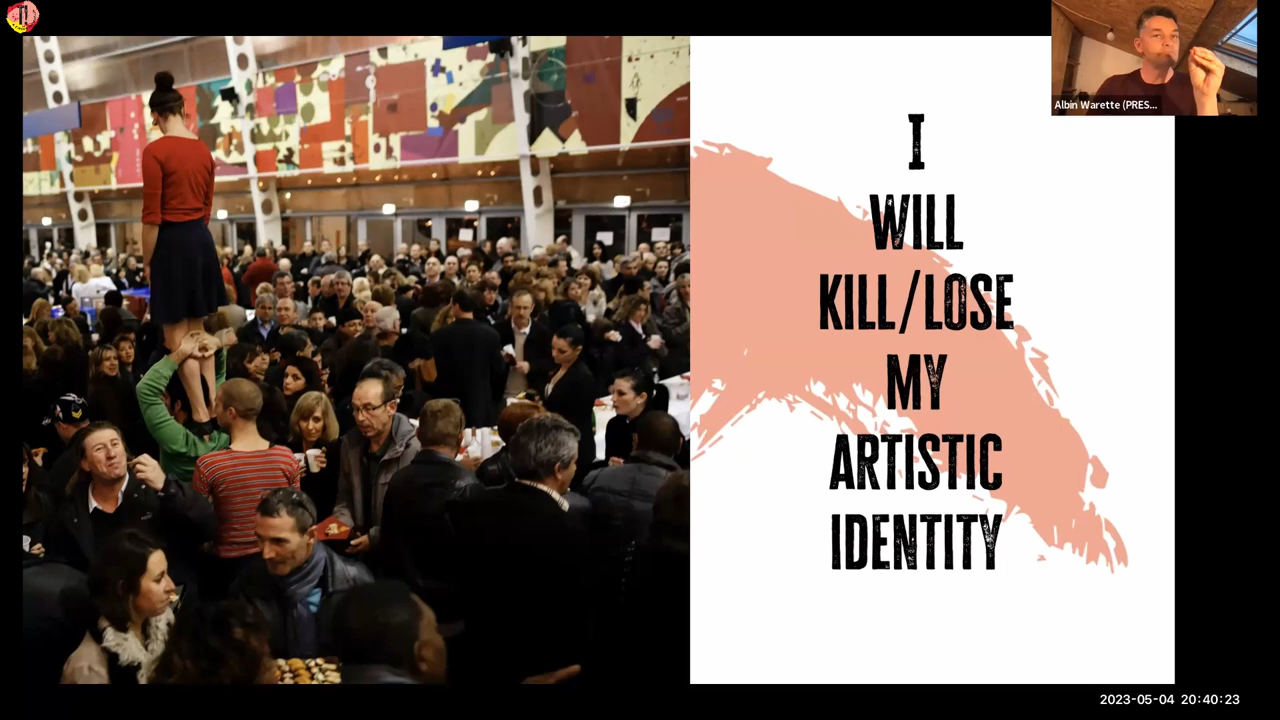 Albin Warette (PRES...
I
WILL
KILL/LOSE
MY
ARTISTIC
IDENTITY
2023-05-04 20:40:23